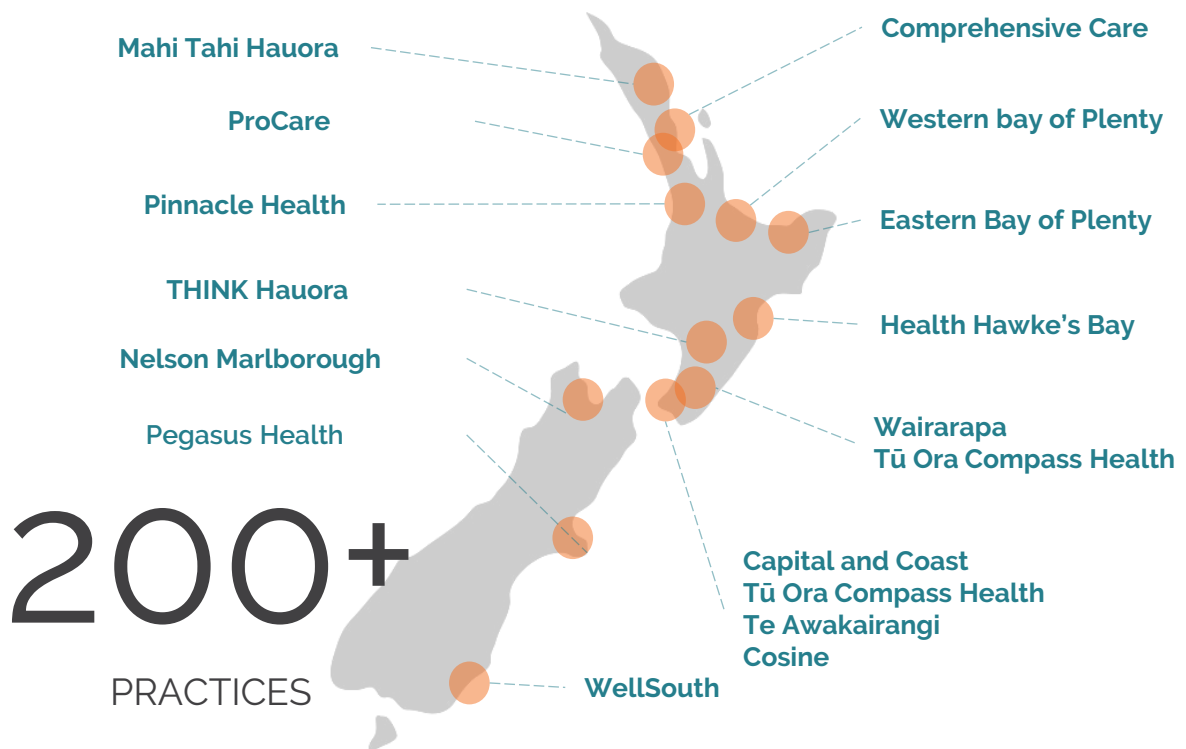 Mahi Tahi Hauora
ProCare
Pinnacle Health
THINK Hauora
Nelson Marlborough
Pegasus Health
200+
PRACTICES
Comprehensive Care
Western bay of Plenty
Eastern Bay of Plenty
Health Hawke’s Bay
Wairarapa
Tū Ora Compass Health
Capital and Coast
Tū Ora Compass Health
Te Awakairangi
Cosine
WellSouth